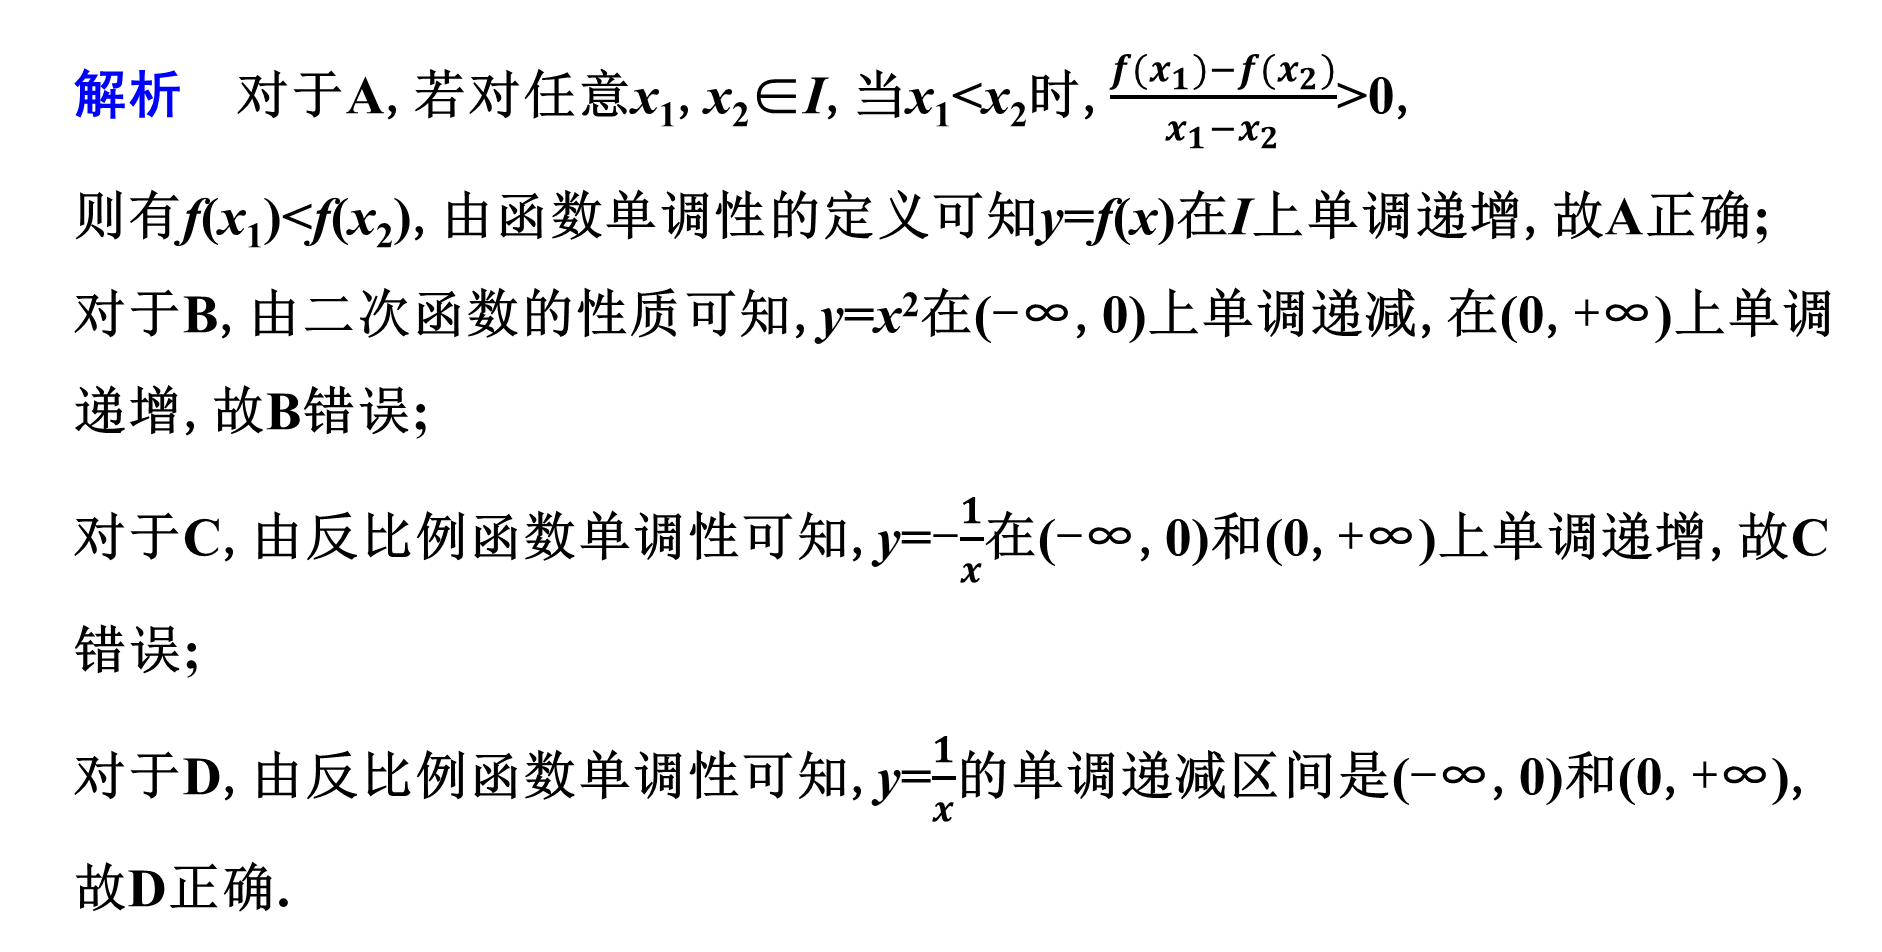 解析　对于A, 若对任意x₁, x₂∈I, 当x₁<x₂时, \frac{f(x₁)−f(x₂)}{x₁−x₂}>0,
则有f(x₁)<f(x₂), 由函数单调性的定义可知y=f(x)在I上单调递增, 故A正确;
对于B, 由二次函数的性质可知, y=x²在(−∞, 0)上单调递减, 在(0, +∞)上单调
递增, 故B错误;
对于C, 由反比例函数单调性可知, y=−\frac{1}{x}在(−∞, 0)和(0, +∞)上单调递增, 故C
错误;
对于D, 由反比例函数单调性可知, y=\frac{1}{x}的单调递减区间是(−∞, 0)和(0, +∞),
故D正确.